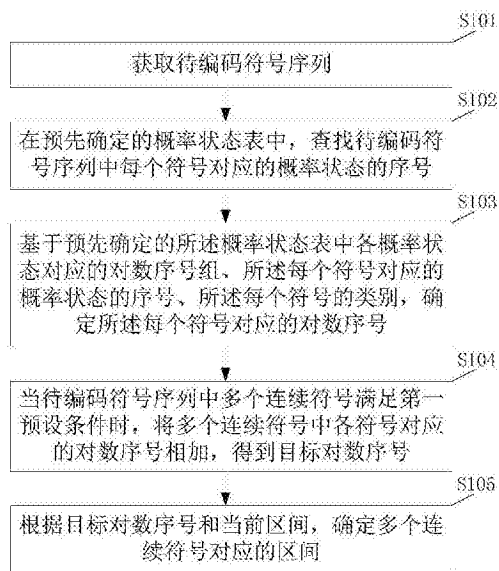 S101
获取待编码符号序列
S102
在预先确定的概率状态表中，查找待编码符
号序列中每个符号对应的概率状态的序号
S103
基于预先确定的所述概率状态表中各概率状
态对应的对数序号组、所述每个符号对应的
概率状态的序号、所述每个符号的类别，确
定所述每个符号对应的对数序号
S104
当待编码符号序列中多个连续符号满足第一
预设条件时，将多个连续符号中各符号对应
的对数序号相加，得到目标对数序号
S105
根据目标对数序号和当前区间，确定多个连
续符号对应的区间